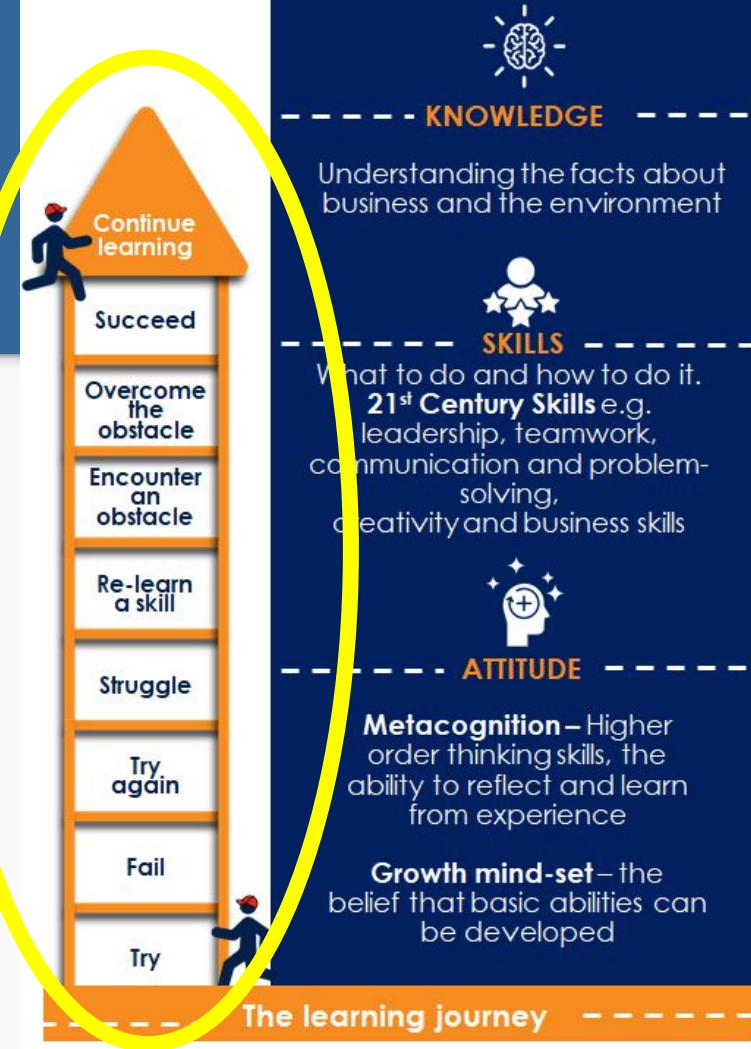 Continue
learning
Succeed
Overcome
the
obstacle
Encounter
an
obstacle
Re-learn
a skill
Struggle
Try
again
Fail
Try
KNOWLEDGE
Understanding the facts about
business and the environment
SKILLS
What to do and how to do it.
21st Century Skills e.g.
leadership, teamwork,
communication and problem-
solving,
creativity and business skills
ATTITUDE
Metacognition – Higher
order thinking skills, the
ability to reflect and learn
from experience
Growth mind-set – the
belief that basic abilities can
be developed
The learning journey